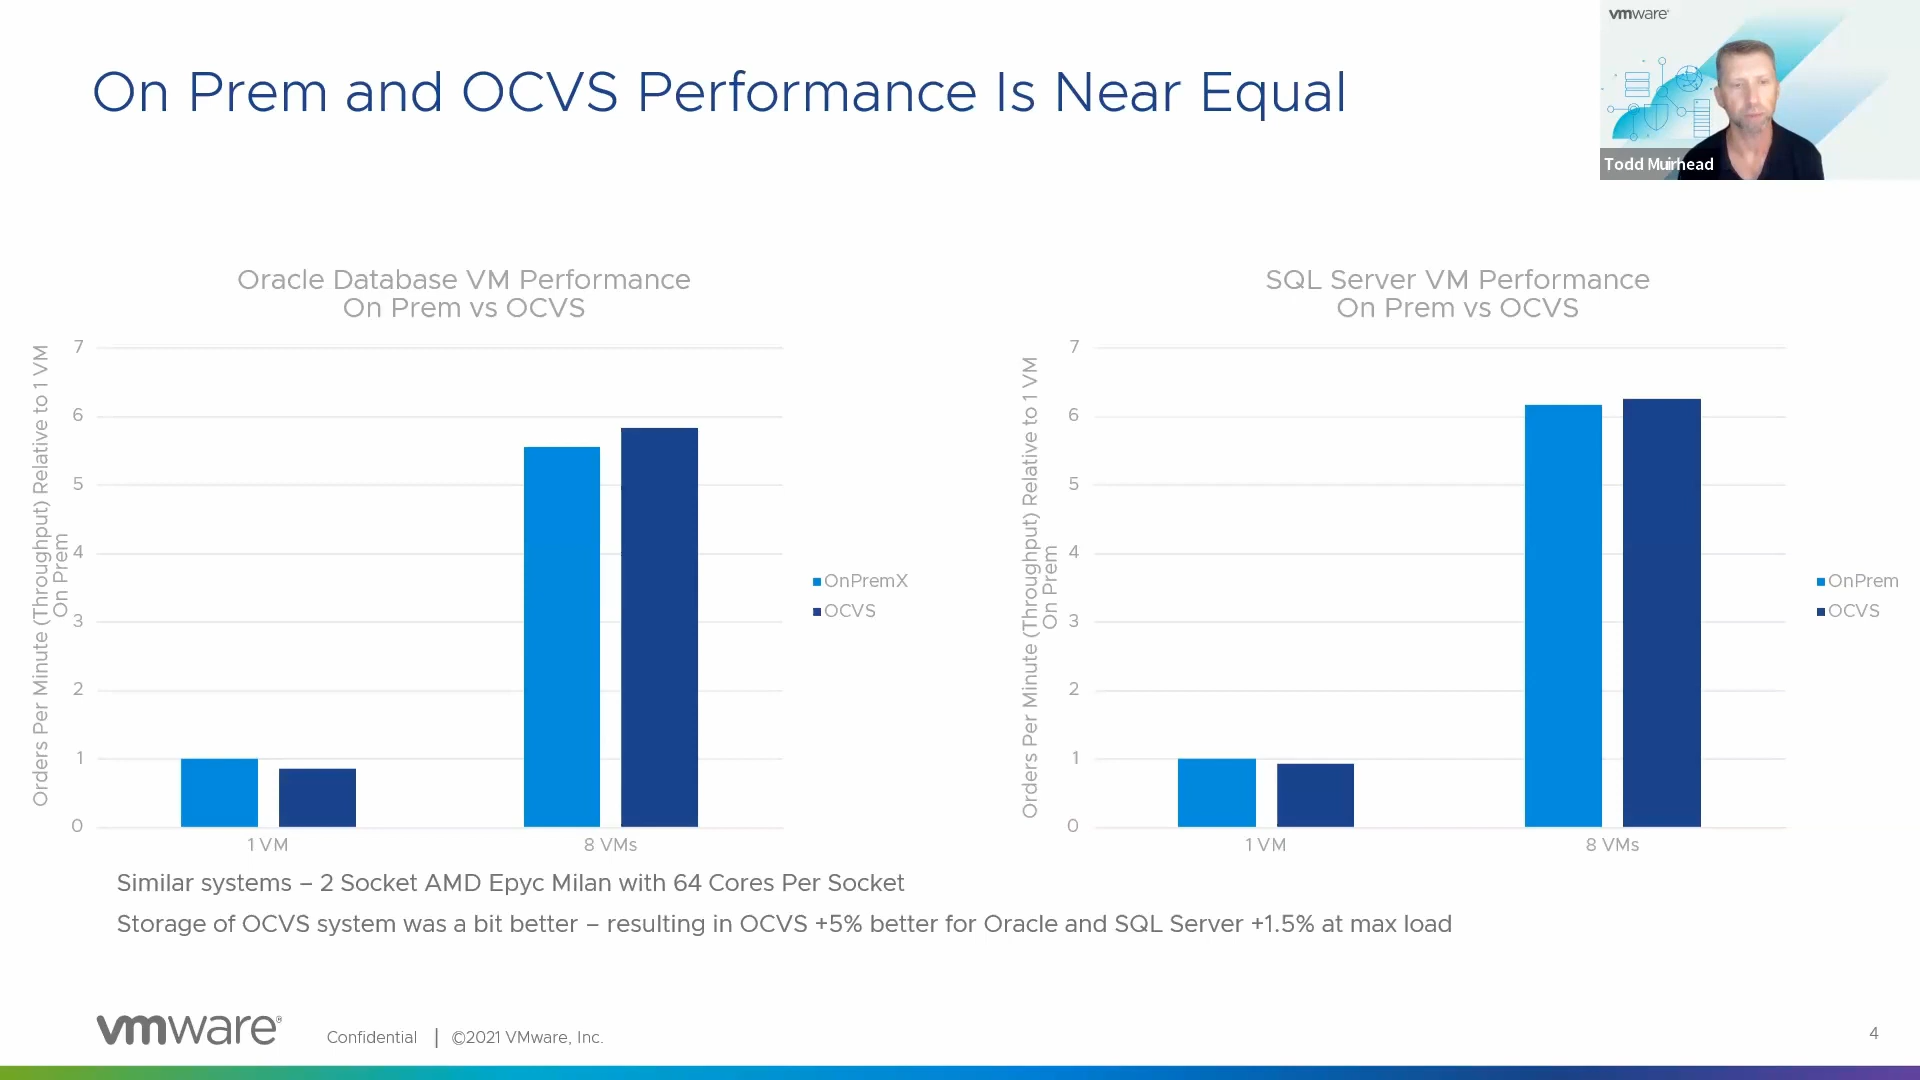 vmware®
Todd Muirhead
On Prem and OCVS Performance Is Near Equal
Oracle Database VM Performance
On Prem vs OCVS
Orders Per Minute (Throughput) Relative to 1 VM
On Prem
7
6
5
4
3
2
1
0
1 VM
8 VMs
OnPremX
OCVS
SQL Server VM Performance
On Prem vs OCVS
Orders Per Minute (Throughput) Relative to 1 VM
On Prem
7
6
5
4
3
2
1
0
1 VM
8 VMs
OnPrem
OCVS
Similar systems – 2 Socket AMD Epyc Milan with 64 Cores Per Socket
Storage of OCVS system was a bit better – resulting in OCVS +5% better for Oracle and SQL Server +1.5% at max load
vmware®
Confidential | ©2021 VMware, Inc.
4